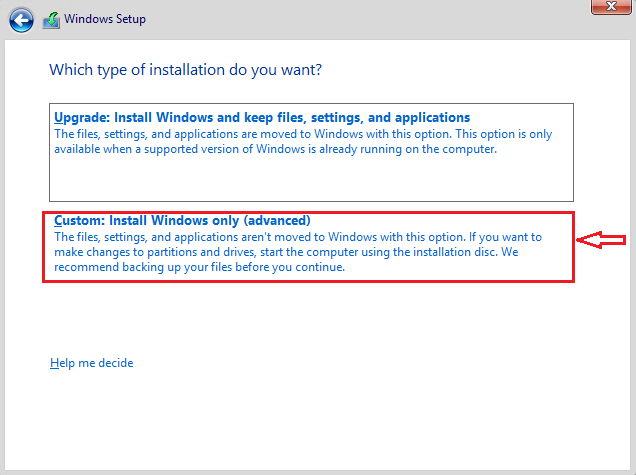 Windows Setup
Which type of installation do you want?
Upgrade: Install Windows and keep files, settings, and applications
The files, settings, and applications are moved to Windows with this option. This option is only
available when a supported version of Windows is already running on the computer.
Custom: Install Windows only (advanced)
The files, settings, and applications aren't moved to Windows with this option. If you want to
make changes to partitions and drives, start the computer using the installation disc. We
recommend backing up your files before you continue.
Help me decide